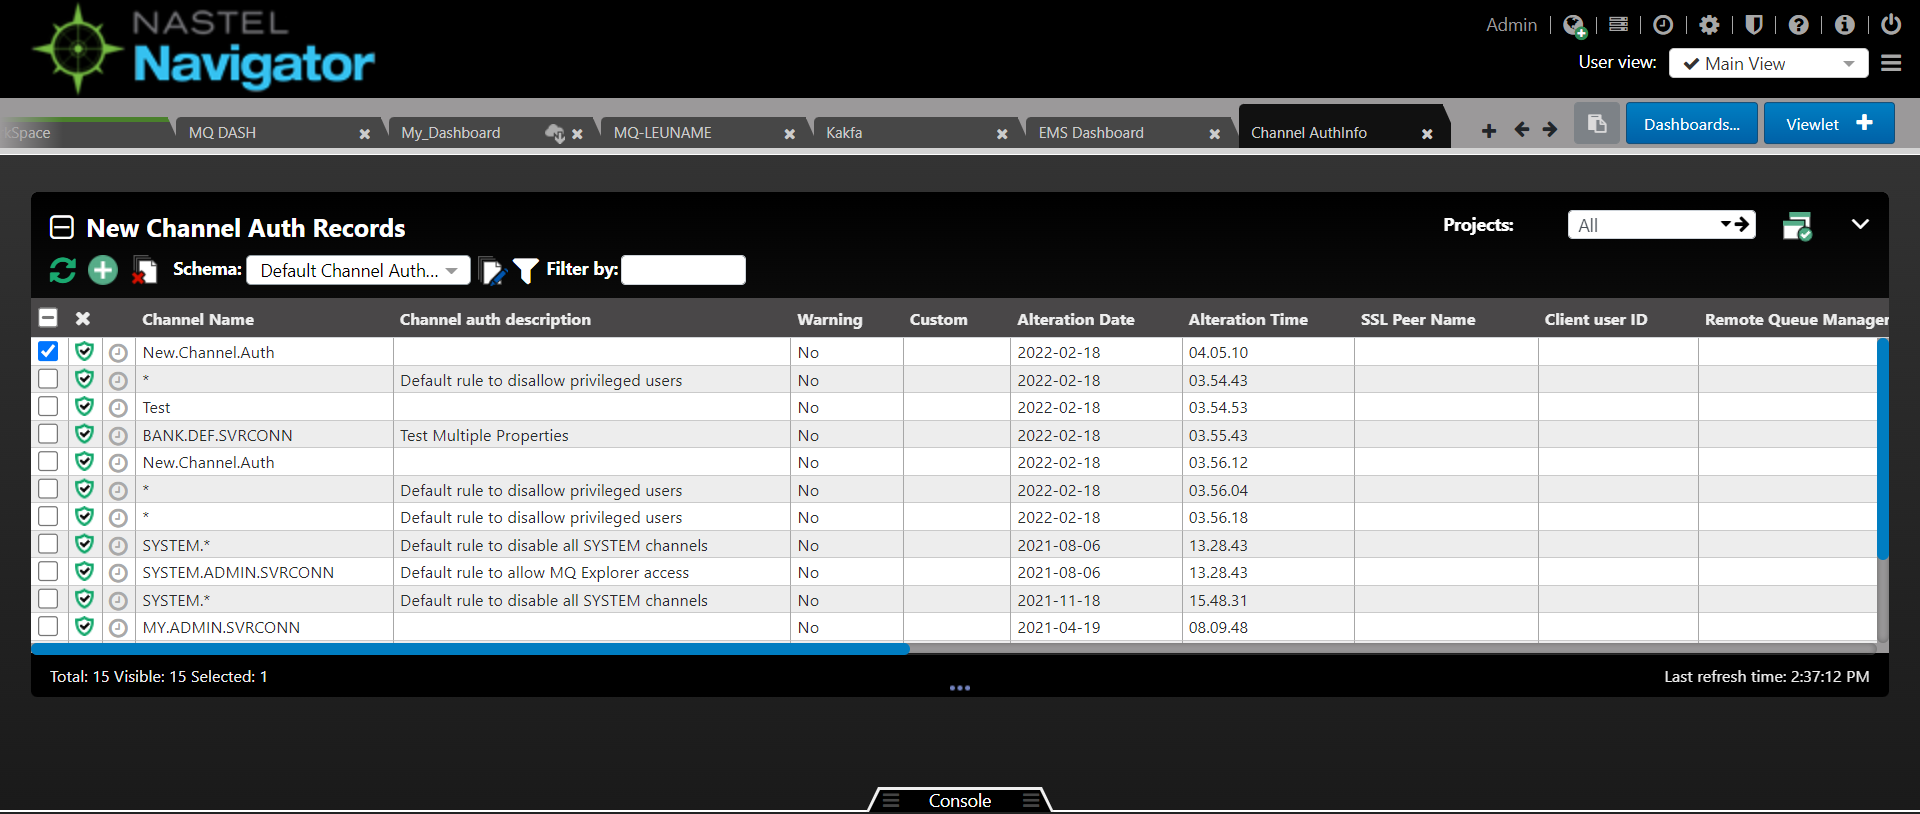 NASTEL
Navigator
Admin
User view: Main View
kSpace MQ DASH My_Dashboard MQ-LEUNAME Kakfa EMS Dashboard Channel AuthInfo Dashboards... Viewlet
New Channel Auth Records Projects: All
Schema: Default Channel Auth... Filter by:
Channel Name Channel auth description Warning Custom Alteration Date Alteration Time SSL Peer Name Client user ID Remote Queue Manager
New.Channel.Auth No 2022-02-18 04.05.10
* Default rule to disallow privileged users No 2022-02-18 03.54.43
Test No 2022-02-18 03.54.53
BANK.DEF.SVRCONN Test Multiple Properties No 2022-02-18 03.55.43
New.Channel.Auth No 2022-02-18 03.56.12
* Default rule to disallow privileged users No 2022-02-18 03.56.04
* Default rule to disallow privileged users No 2022-02-18 03.56.18
SYSTEM.* Default rule to disable all SYSTEM channels No 2021-08-06 13.28.43
SYSTEM.ADMIN.SVRCONN Default rule to allow MQ Explorer access No 2021-08-06 13.28.43
SYSTEM.* Default rule to disable all SYSTEM channels No 2021-11-18 15.48.31
MY.ADMIN.SVRCONN No 2021-04-19 08.09.48
Total: 15 Visible: 15 Selected: 1 Last refresh time: 2:37:12 PM
Console